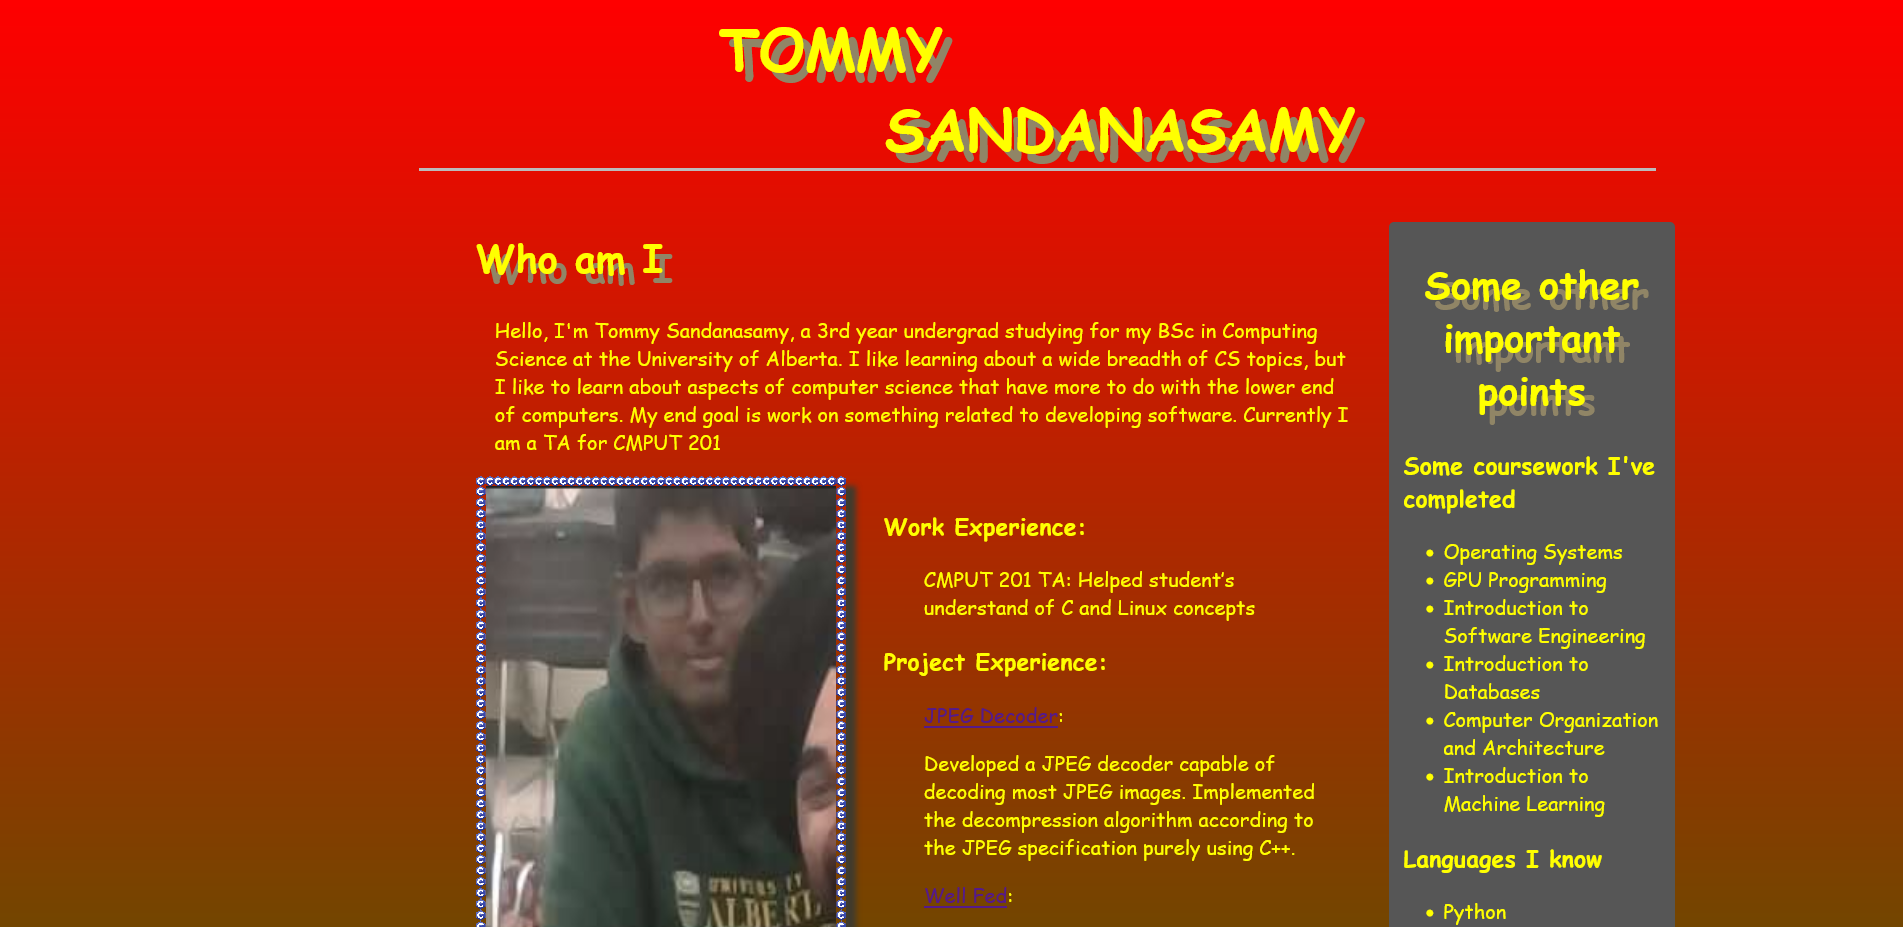 TOMMY
SANDANASAMY
Who am I
Hello, I'm Tommy Sandanasamy, a 3rd year undergrad studying for my BSc in Computing
Science at the University of Alberta. I like learning about a wide breadth of CS topics, but
I like to learn about aspects of computer science that have more to do with the lower end
of computers. My end goal is work on something related to developing software. Currently I
am a TA for CMPUT 201
Work Experience:
CMPUT 201 TA: Helped student's
understand of C and Linux concepts
Project Experience:
JPEG Decoder:
Developed a JPEG decoder capable of
decoding most JPEG images. Implemented
the decompression algorithm according to
the JPEG specification purely using C++.
Well Fed:
Some other
important
points
Some coursework I've
completed
• Operating Systems
• GPU Programming
• Introduction to
Software Engineering
• Introduction to
Databases
• Computer Organization
and Architecture
• Introduction to
Machine Learning
Languages I know
• Python